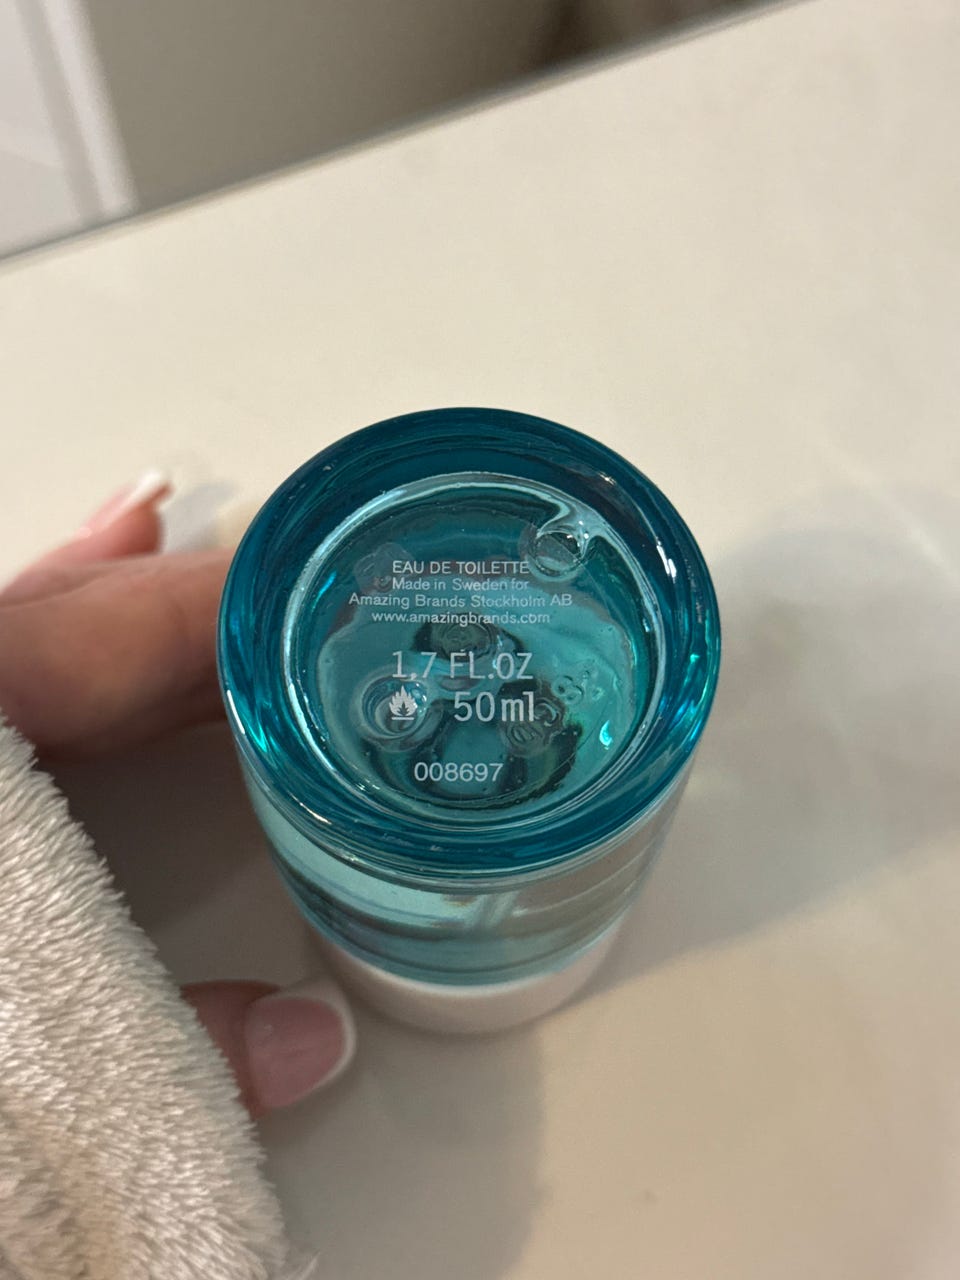 EAU DE TOILETTE
Made in Sweden for
Amazing Brands Stockholm AB
www.amazingbrands.com
1,7 FL.OZ
50ml
008697